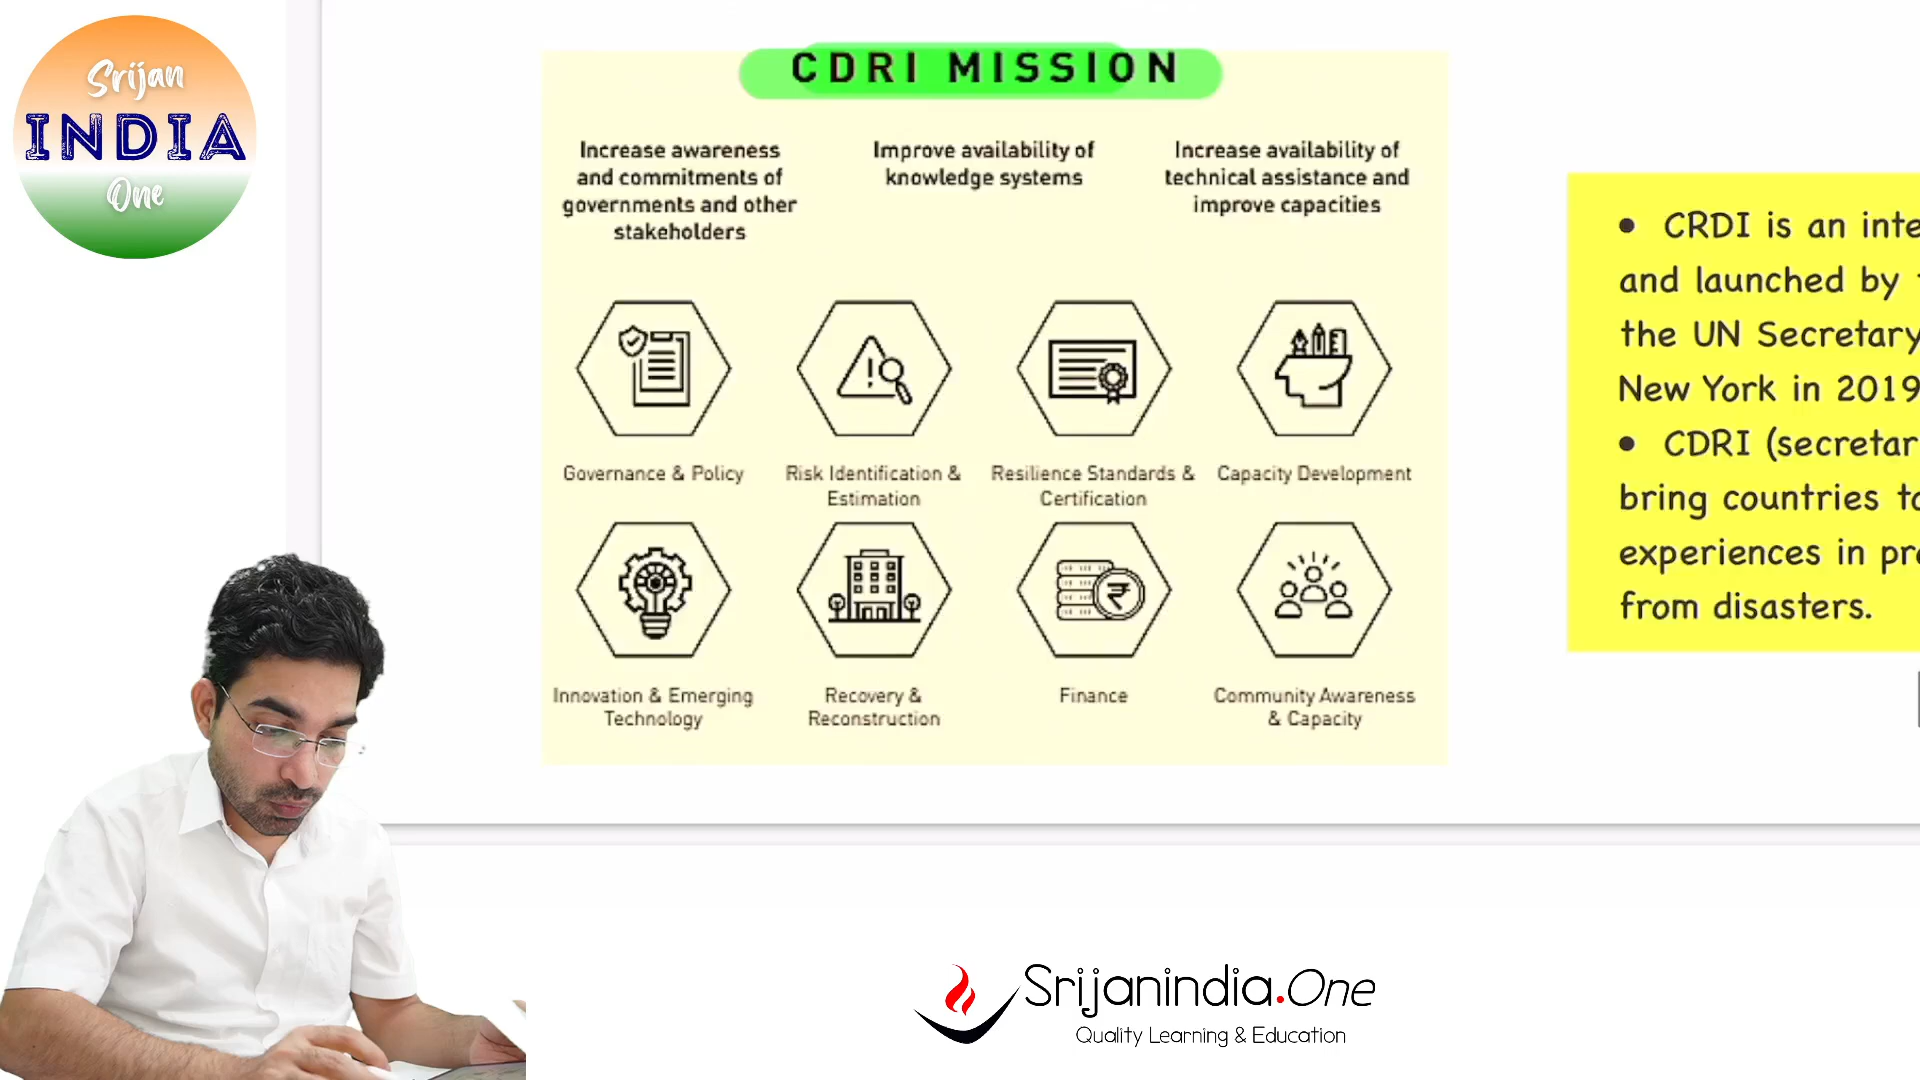 Srijan
INDIA
One
CDRI MISSION
Increase awareness
and commitments of
governments and other
stakeholders
Improve availability of
knowledge systems
Increase availability of
technical assistance and
improve capacities
Governance & Policy
Risk Identification &
Estimation
Resilience Standards &
Certification
Capacity Development
Innovation & Emerging
Technology
Recovery &
Reconstruction
Finance
Community Awareness
& Capacity
• CRDI is an inte
and launched by
the UN Secretary
New York in 2019
• CDRI (secretar
bring countries to
experiences in pr
from disasters.
Srijanindia.One
Quality Learning & Education